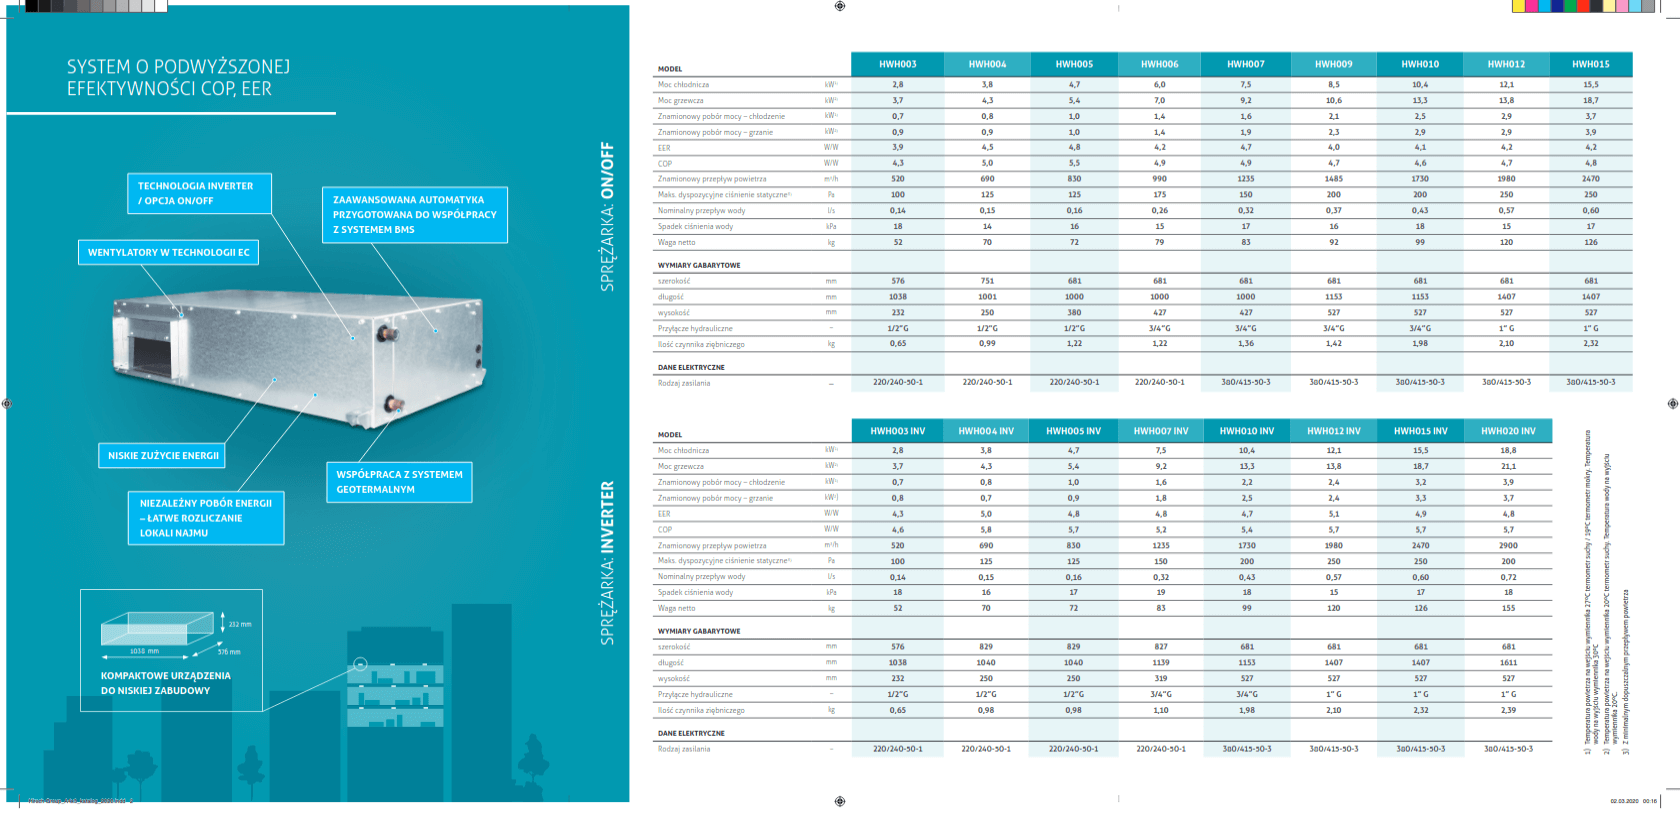 SYSTEM O PODWYŻSZONEJ
EFEKTYWNOŚCI COP, EER
TECHNOLOGIA INVERTER
/ OPCJA ON/OFF
ZAAWANSOWANA AUTOMATYKA
PRZYGOTOWANA DO WSPÓŁPRACY
Z SYSTEMEM BMS
WENTYLATORY W TECHNOLOGII EC
NISKIE ZUŻYCIE ENERGII
WSPÓŁPRACA Z SYSTEMEM
GEOTERMALNYM
NIEZALEŻNY POBÓR ENERGII
– ŁATWE ROZLICZANIE
LOKALI NAJMU
232 mm
1038 mm
576 mm
KOMPAKTOWE URZĄDZENIA
DO NISKIEJ ZABUDOWY
SPRĘŻARKA: ON/OFF
MODEL HWH003 HWH004 HWH005 HWH006 HWH007 HWH009 HWH010 HWH012 HWH015
Moc chłodnicza kW¹⁾ 2,8 3,8 4,7 6,0 7,5 8,5 10,4 12,1 15,5
Moc grzewcza kW²⁾ 3,7 4,3 5,4 7,0 9,2 10,6 13,3 13,8 18,7
Znamionowy pobór mocy – chłodzenie kW¹⁾ 0,7 0,8 1,0 1,4 1,6 2,1 2,5 2,9 3,7
Znamionowy pobór mocy – grzanie kW²⁾ 0,9 0,9 1,0 1,4 1,9 2,3 2,9 2,9 3,9
EER W/W 3,9 4,5 4,8 4,2 4,7 4,0 4,1 4,2 4,2
COP W/W 4,3 5,0 5,5 4,9 4,9 4,7 4,6 4,7 4,8
Znamionowy przepływ powietrza m³/h 520 690 830 990 1235 1485 1730 1980 2470
Maks. dyspozycyjne ciśnienie statyczne³⁾ Pa 100 125 125 175 150 200 200 250 250
Nominalny przepływ wody l/s 0,14 0,15 0,16 0,26 0,32 0,37 0,43 0,57 0,60
Spadek ciśnienia wody kPa 18 14 16 15 17 16 18 15 17
Waga netto kg 52 70 72 79 83 92 99 120 126
WYMIARY GABARYTOWE
szerokość mm 576 751 681 681 681 681 681 681 681
długość mm 1038 1001 1000 1000 1000 1153 1153 1407 1407
wysokość mm 232 250 380 427 427 527 527 527 527
Przyłącze hydrauliczne – 1/2"G 1/2"G 1/2"G 3/4"G 3/4"G 3/4"G 3/4"G 1" G 1" G
Ilość czynnika ziębniczego kg 0,65 0,99 1,22 1,22 1,36 1,42 1,98 2,10 2,32
DANE ELEKTRYCZNE
Rodzaj zasilania – 220/240-50-1 220/240-50-1 220/240-50-1 220/240-50-1 380/415-50-3 380/415-50-3 380/415-50-3 380/415-50-3 380/415-50-3
SPRĘŻARKA: INVERTER
MODEL HWH003 INV HWH004 INV HWH005 INV HWH007 INV HWH010 INV HWH012 INV HWH015 INV HWH020 INV
Moc chłodnicza kW¹⁾ 2,8 3,8 4,7 7,5 10,4 12,1 15,5 18,8
Moc grzewcza kW²⁾ 3,7 4,3 5,4 9,2 13,3 13,8 18,7 21,1
Znamionowy pobór mocy – chłodzenie kW¹⁾ 0,7 0,8 1,0 1,6 2,2 2,4 3,2 3,9
Znamionowy pobór mocy – grzanie kW²⁾ 0,8 0,7 0,9 1,8 2,5 2,4 3,3 3,7
EER W/W 4,3 5,0 4,8 4,8 4,7 5,1 4,9 4,8
COP W/W 4,6 5,8 5,7 5,2 5,4 5,7 5,7 5,7
Znamionowy przepływ powietrza m³/h 520 690 830 1235 1730 1980 2470 2900
Maks. dyspozycyjne ciśnienie statyczne³⁾ Pa 100 125 125 150 200 250 250 200
Nominalny przepływ wody l/s 0,14 0,15 0,16 0,32 0,43 0,57 0,60 0,72
Spadek ciśnienia wody kPa 18 16 17 19 18 15 17 18
Waga netto kg 52 70 72 83 99 120 126 155
WYMIARY GABARYTOWE
szerokość mm 576 829 829 827 681 681 681 681
długość mm 1038 1040 1040 1139 1153 1407 1407 1611
wysokość mm 232 250 250 319 527 527 527 527
Przyłącze hydrauliczne – 1/2"G 1/2"G 1/2"G 3/4"G 3/4"G 1" G 1" G 1" G
Ilość czynnika ziębniczego kg 0,65 0,98 0,98 1,10 1,98 2,10 2,32 2,39
DANE ELEKTRYCZNE
Rodzaj zasilania - 220/240-50-1 220/240-50-1 220/240-50-1 220/240-50-1 380/415-50-3 380/415-50-3 380/415-50-3 380/415-50-3
1) Temperatura powietrza na wejściu wymiennika 27ºC termometr suchy / 19ºC termometr mokry. Temperatura
wody na wyjściu wymiennika 30ºC
2) Temperatura powietrza na wejściu wymiennika 20ºC termometr suchy. Temperatura wody na wyjściu
wymiennika 20ºC.
3) Z minimalnym dopuszczalnym przepływem powietrza
02.03.2020 00:16